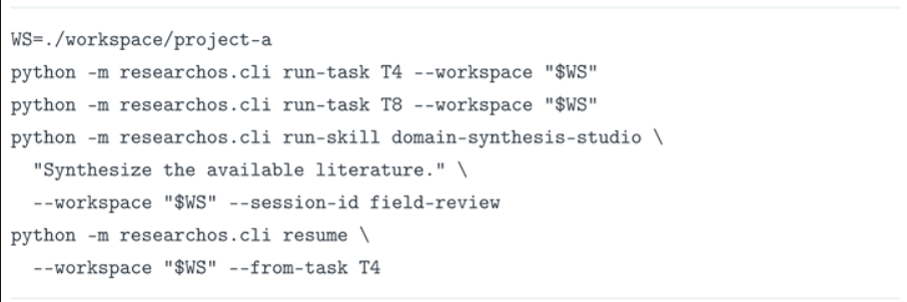 WS=./workspace/project-a
python -m researchos.cli run-task T4 --workspace "$WS"
python -m researchos.cli run-task T8 --workspace "$WS"
python -m researchos.cli run-skill domain-synthesis-studio \
  "Synthesize the available literature." \
  --workspace "$WS" --session-id field-review
python -m researchos.cli resume \
  --workspace "$WS" --from-task T4